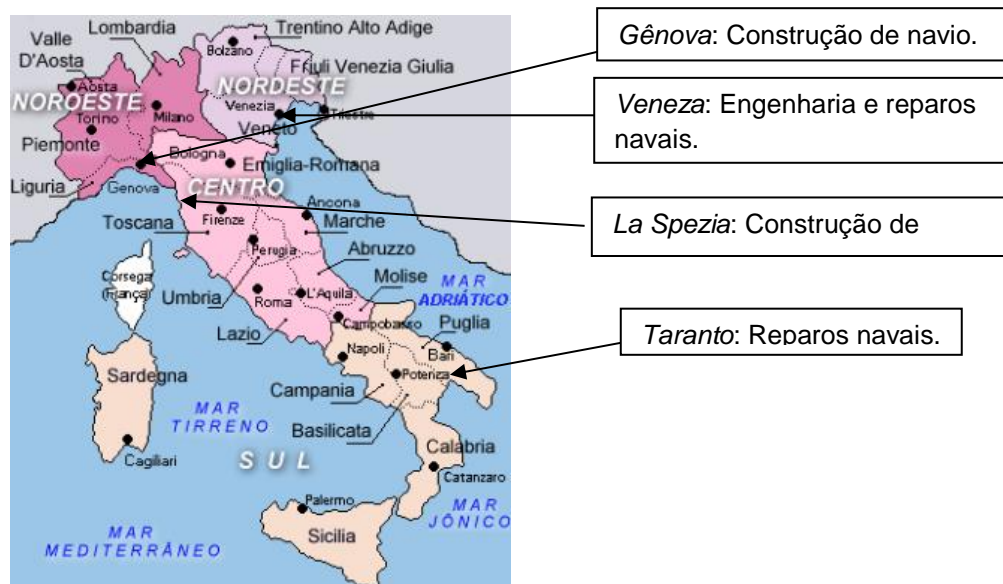 Lombardia
Trentino Alto Adige
Valle
D'Aosta
Bolzano
Friuli Venezia Giulia
Aosta
NOROESTE
NORDESTE
Torino
Milano
Venezia
Trieste
Veneto
Piemonte
Bologna
Emiglia-Romana
Liguria
Genova
CENTRO
Toscana
Firenze
Ancona
Marche
Perugia
Abruzzo
Corsega
(França)
Umbria
Roma
L'Aquila
Molise
MAR
ADRIÁTICO
Lazio
Campobasso
Puglia
Napoli
Bari
Sardegna
Campania
Potenza
MAR
TIRRENO
Basilicata
Calabria
Cagliari
SUL
Catanzaro
Palermo
Sicilia
MAR
JÔNICO
MAR
MEDITERRÂNEO
Gênova: Construção de navio.
Veneza: Engenharia e reparos
navais.
La Spezia: Construção de
Taranto: Reparos navais.